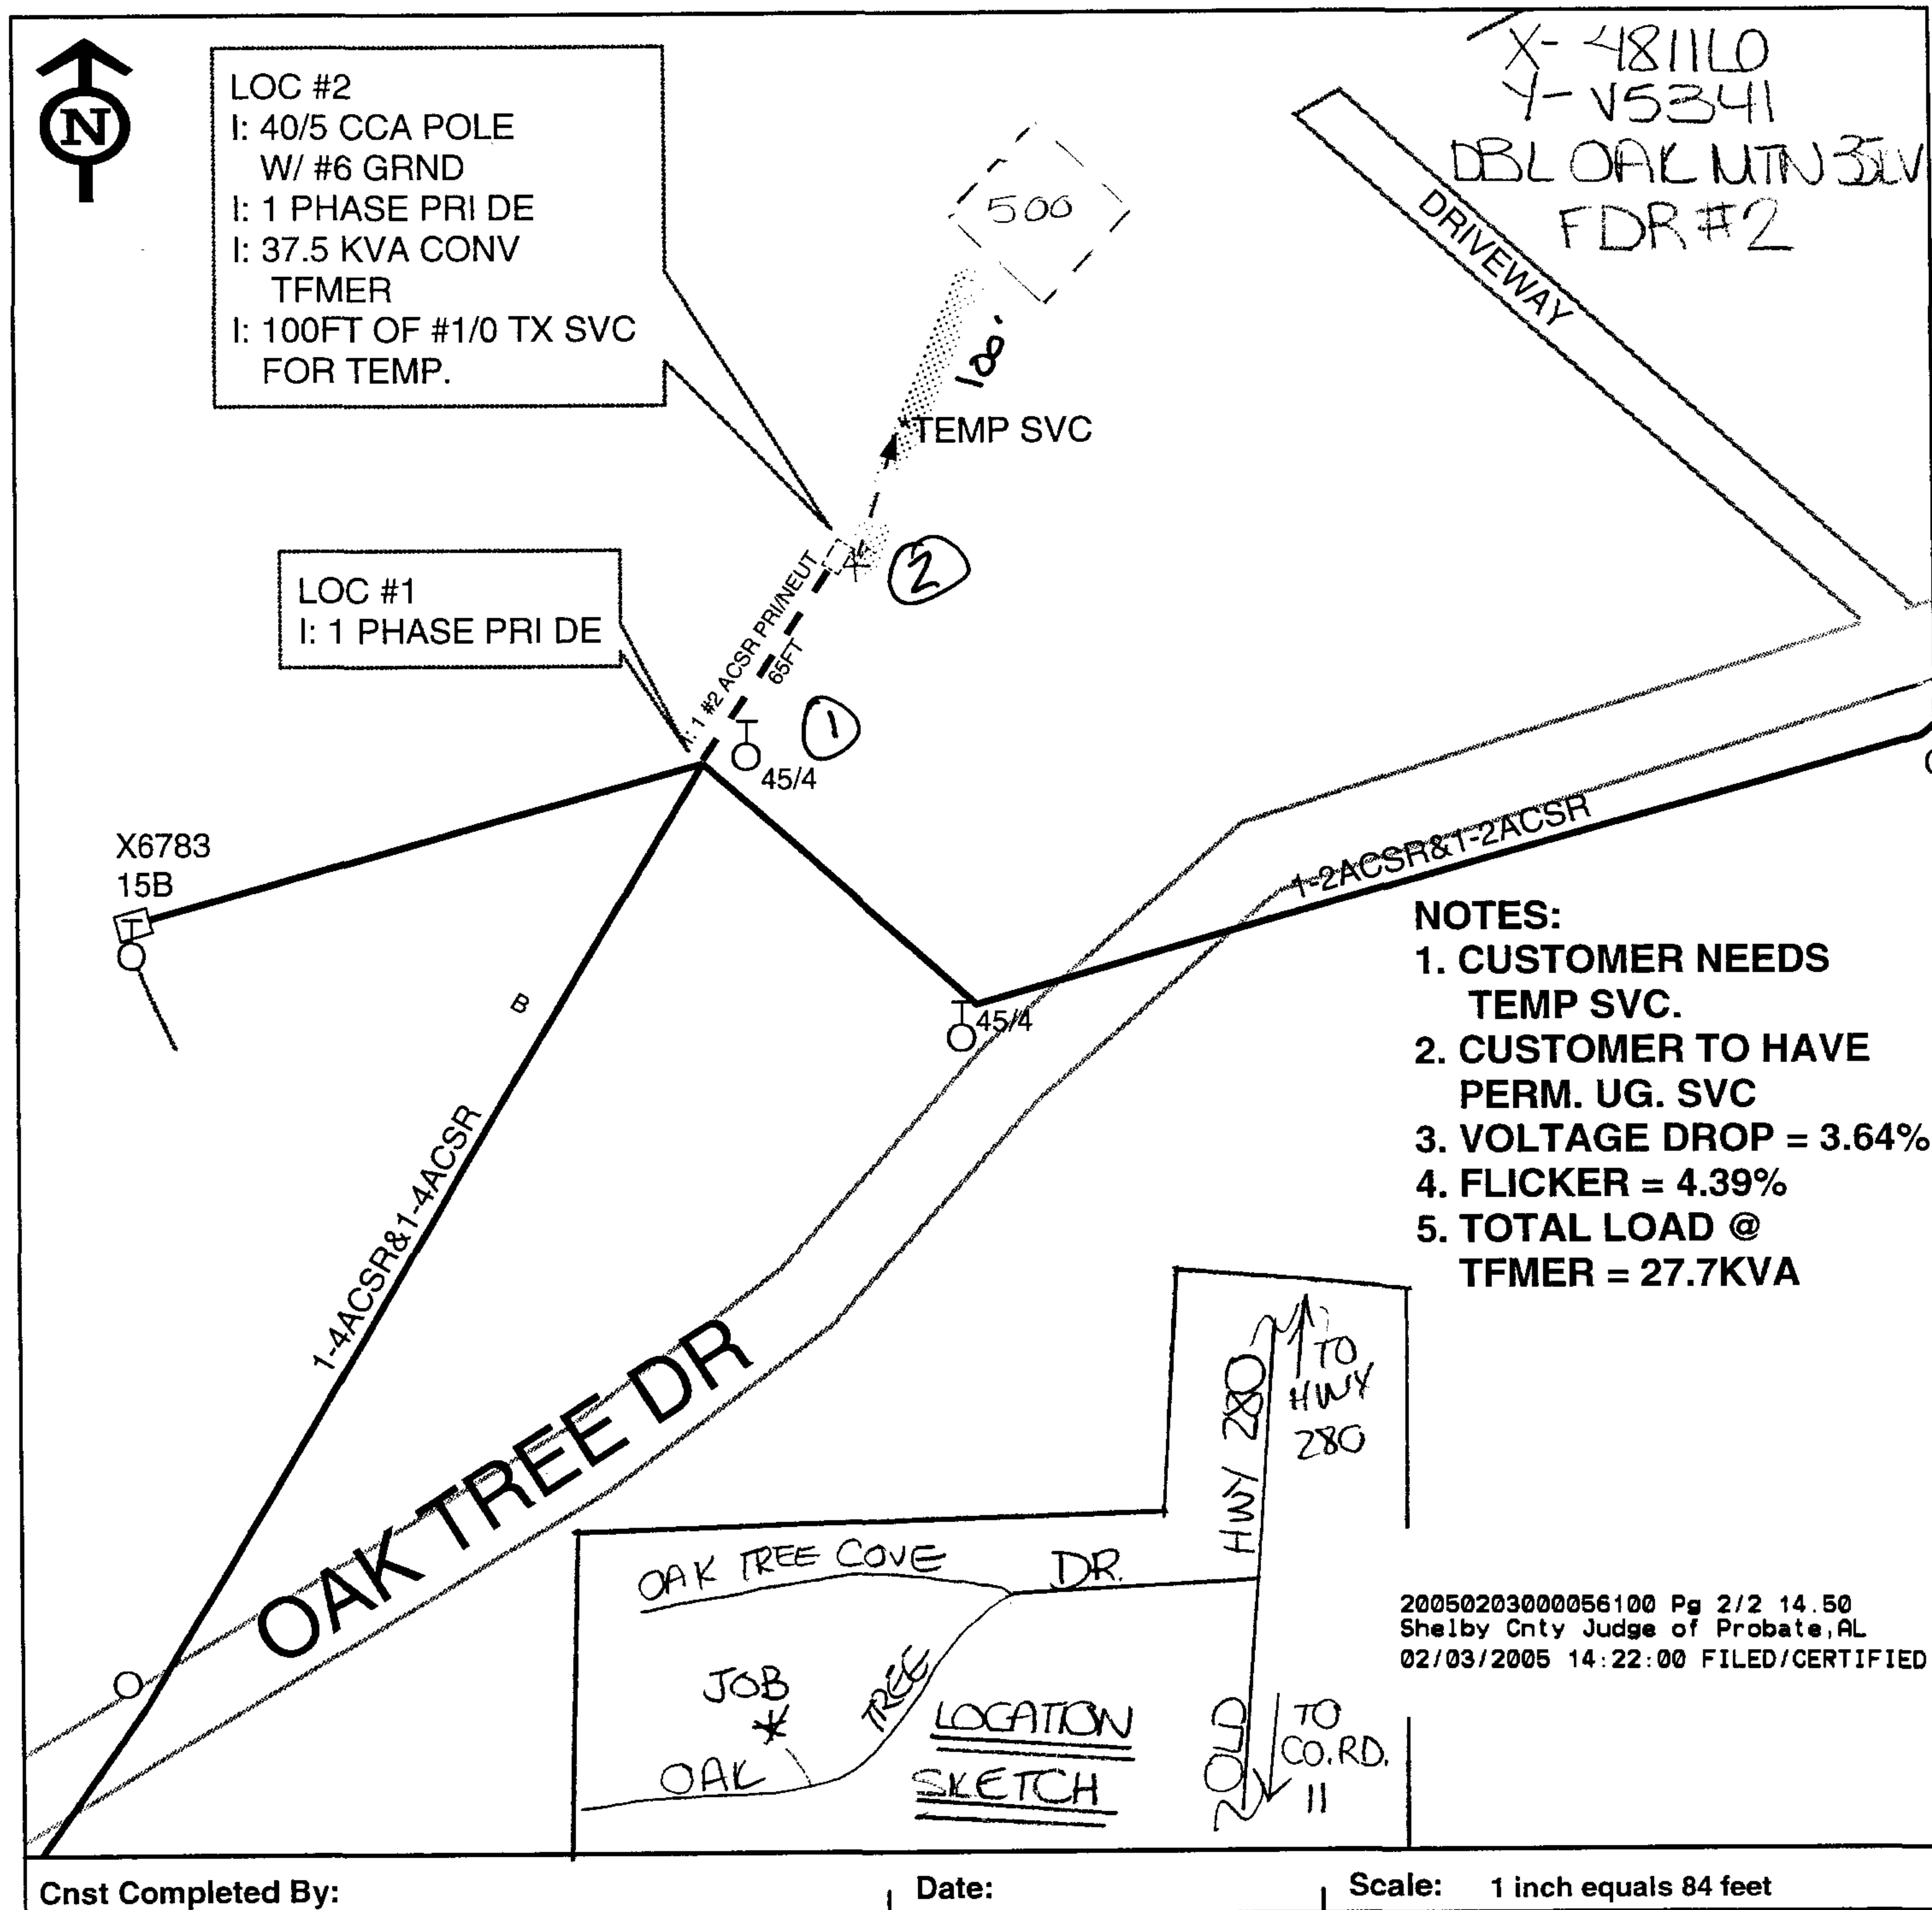 N
LOC #2
I: 40/5 CCA POLE
W/ #6 GRND
I: 1 PHASE PRI DE
I: 37.5 KVA CONV
TFMER
I: 100FT OF #1/0 TX SVC
FOR TEMP.
X- 4811LO
Y- V5341
DBL OAK MTN
FDR #2
500
DRIVEWAY
*TEMP SVC
2
LOC #1
I: 1 PHASE PRI DE
I: 1 #2 ACSR PRI/NEUT
65FT
1
45/4
X6783
15B
1-2ACSR&1-2ACSR
B
45/4
1-4ACSR&1-4ACSR
NOTES:
1. CUSTOMER NEEDS
TEMP SVC.
2. CUSTOMER TO HAVE
PERM. UG. SVC
3. VOLTAGE DROP = 3.64%
4. FLICKER = 4.39%
5. TOTAL LOAD @
TFMER = 27.7KVA
OAK TREE DR
OAK TREE COVE DR.
OLD HWY 280
TO
HWY
280
JOB
OAK TREE
LOCATION
SKETCH
TO
CO.RD.
11
20050203000056100 Pg 2/2 14.50
Shelby Cnty Judge of Probate,AL
02/03/2005 14:22:00 FILED/CERTIFIED
Cnst Completed By:
Date:
Scale: 1 inch equals 84 feet